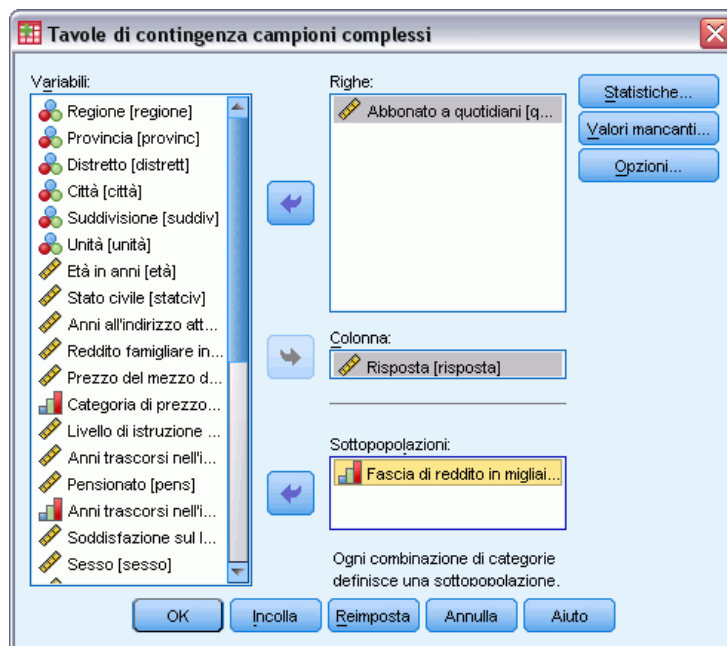 Tavole di contingenza campioni complessi
Variabili:
Regione [regione]
Provincia [provinc]
Distretto [distrett]
Città [città]
Suddivisione [suddiv]
Unità [unità]
Età in anni [età]
Stato civile [statciv]
Anni all'indirizzo att...
Reddito famigliare in...
Prezzo del mezzo d...
Categoria di prezzo...
Livello di istruzione ...
Anni trascorsi nell'i...
Pensionato [pens]
Anni trascorsi nell'i...
Soddisfazione sul l...
Sesso [sesso]
Righe:
Abbonato a quotidiani [q...
Colonna:
Risposta [risposta]
Sottopopolazioni:
Fascia di reddito in migliai...
Ogni combinazione di categorie
definisce una sottopopolazione.
Statistiche...
Valori mancanti...
Opzioni...
OK
Incolla
Reimposta
Annulla
Aiuto